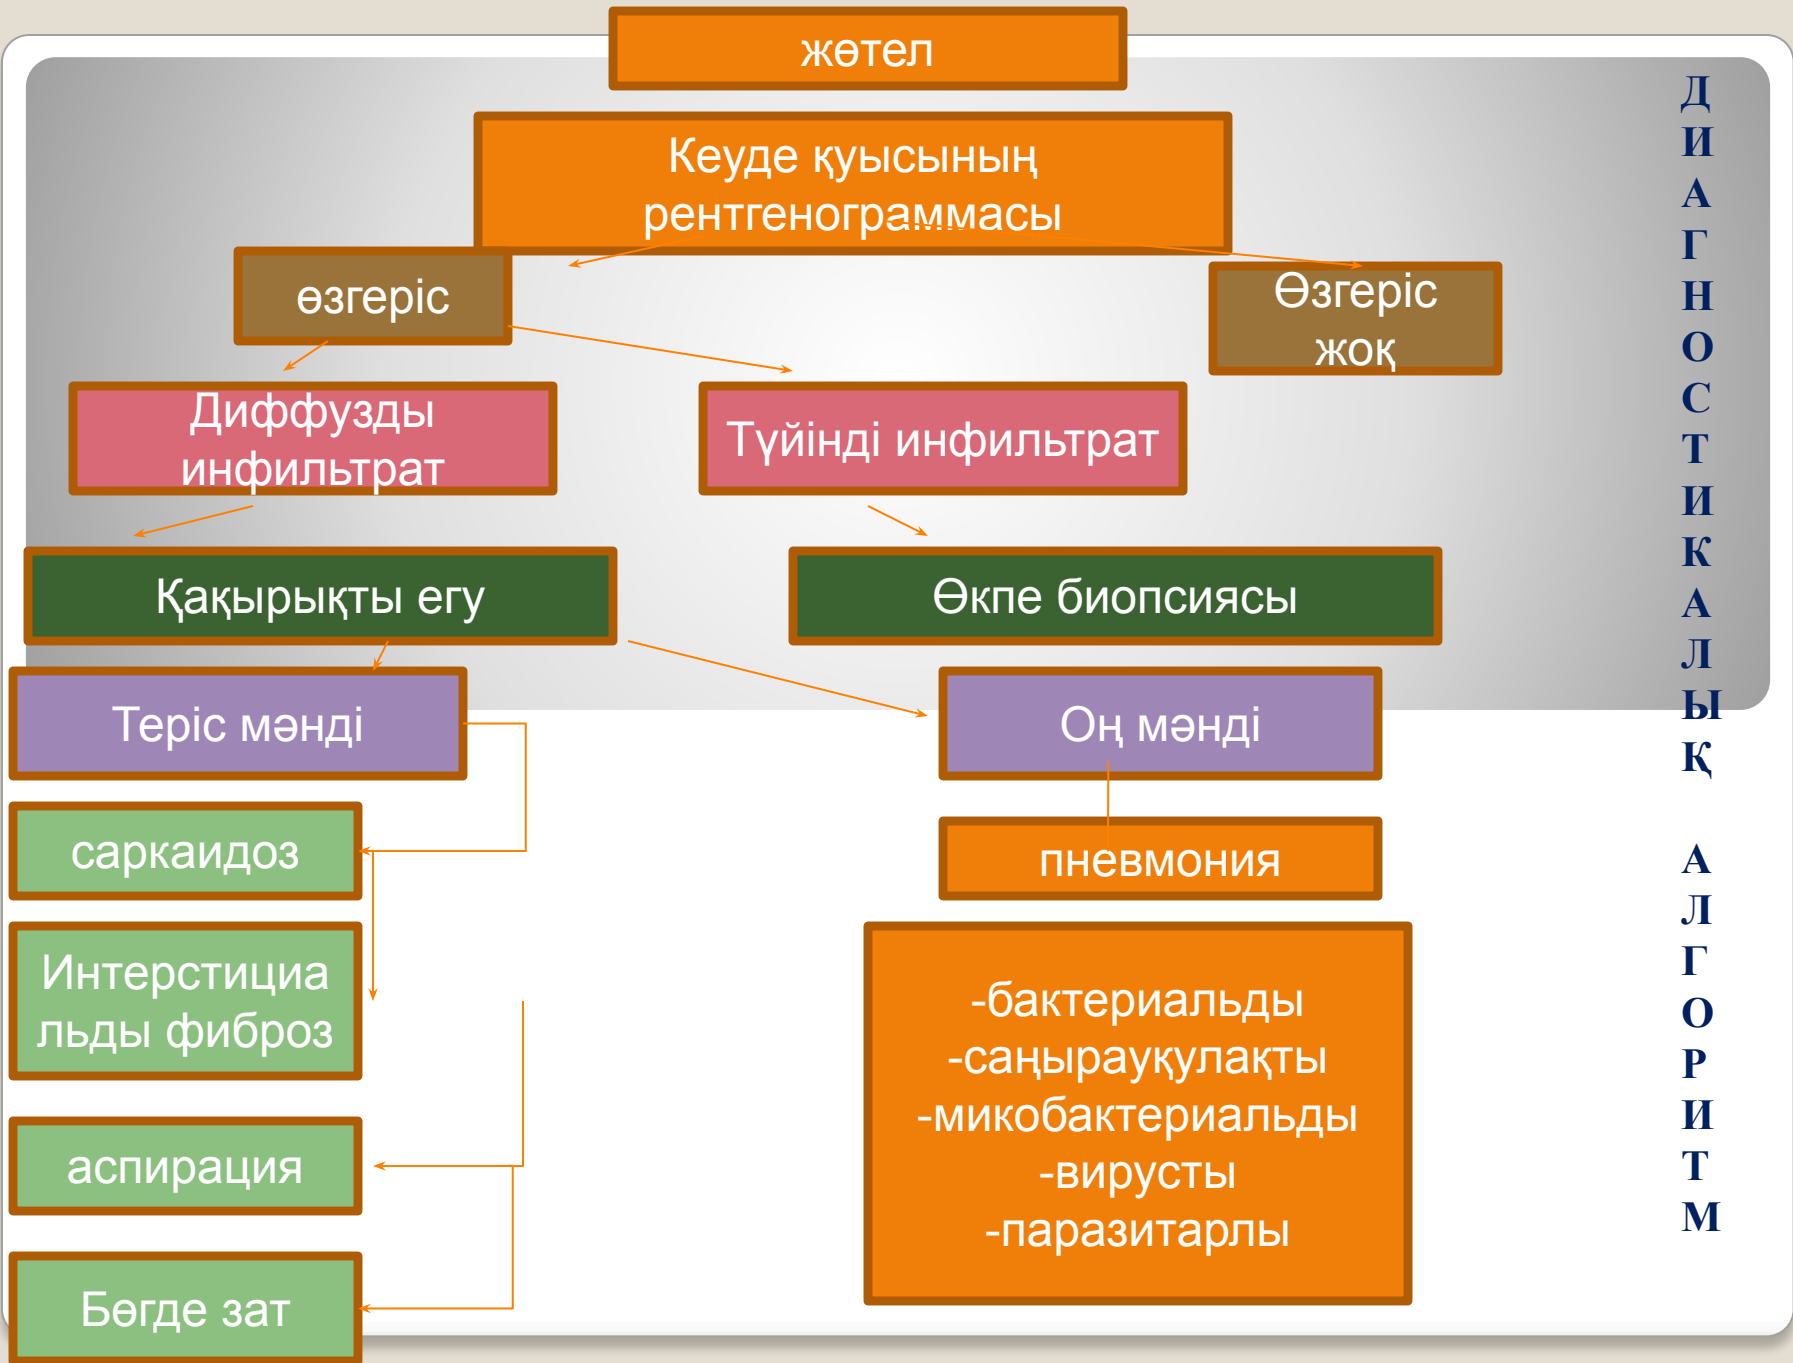 жөтел
Кеуде қуысының
рентгенограммасы
өзгеріс
Өзгеріс
жоқ
Диффузды
инфильтрат
Түйінді инфильтрат
Қақырықты егу
Өкпе биопсиясы
Теріс мәнді
Оң мәнді
саркаидоз
пневмония
Интерстициа
льды фиброз
-бактериальды
-саңырауқулақты
-микобактериальды
-вирусты
-паразитарлы
аспирация
Бөгде зат
Д
И
А
Г
Н
О
С
Т
И
К
А
Л
Ы
Қ
А
Л
Г
О
Р
И
Т
М